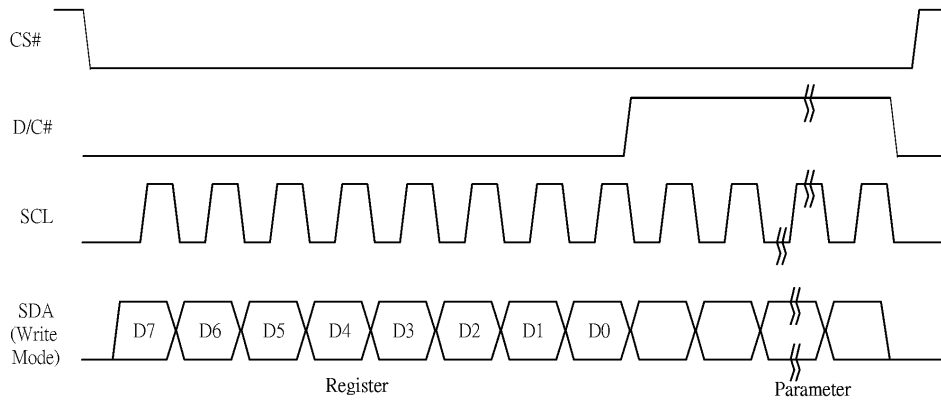 CS#
D/C#
SCL
SDA
(Write
Mode)
D7 D6 D5 D4 D3 D2 D1 D0
Register
Parameter